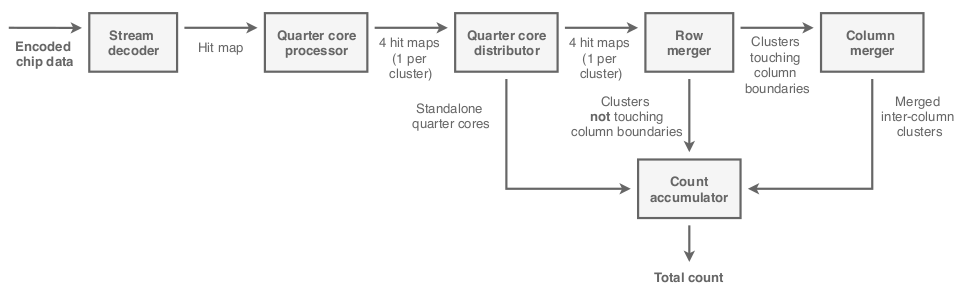 Encoded
chip data
Stream
decoder
Hit map
Quarter core
processor
4 hit maps
(1 per
cluster)
Quarter core
distributor
4 hit maps
(1 per
cluster)
Row
merger
Clusters
touching
column
boundaries
Column
merger
Standalone
quarter cores
Clusters
not touching
column boundaries
Merged
inter-column
clusters
Count
accumulator
Total count